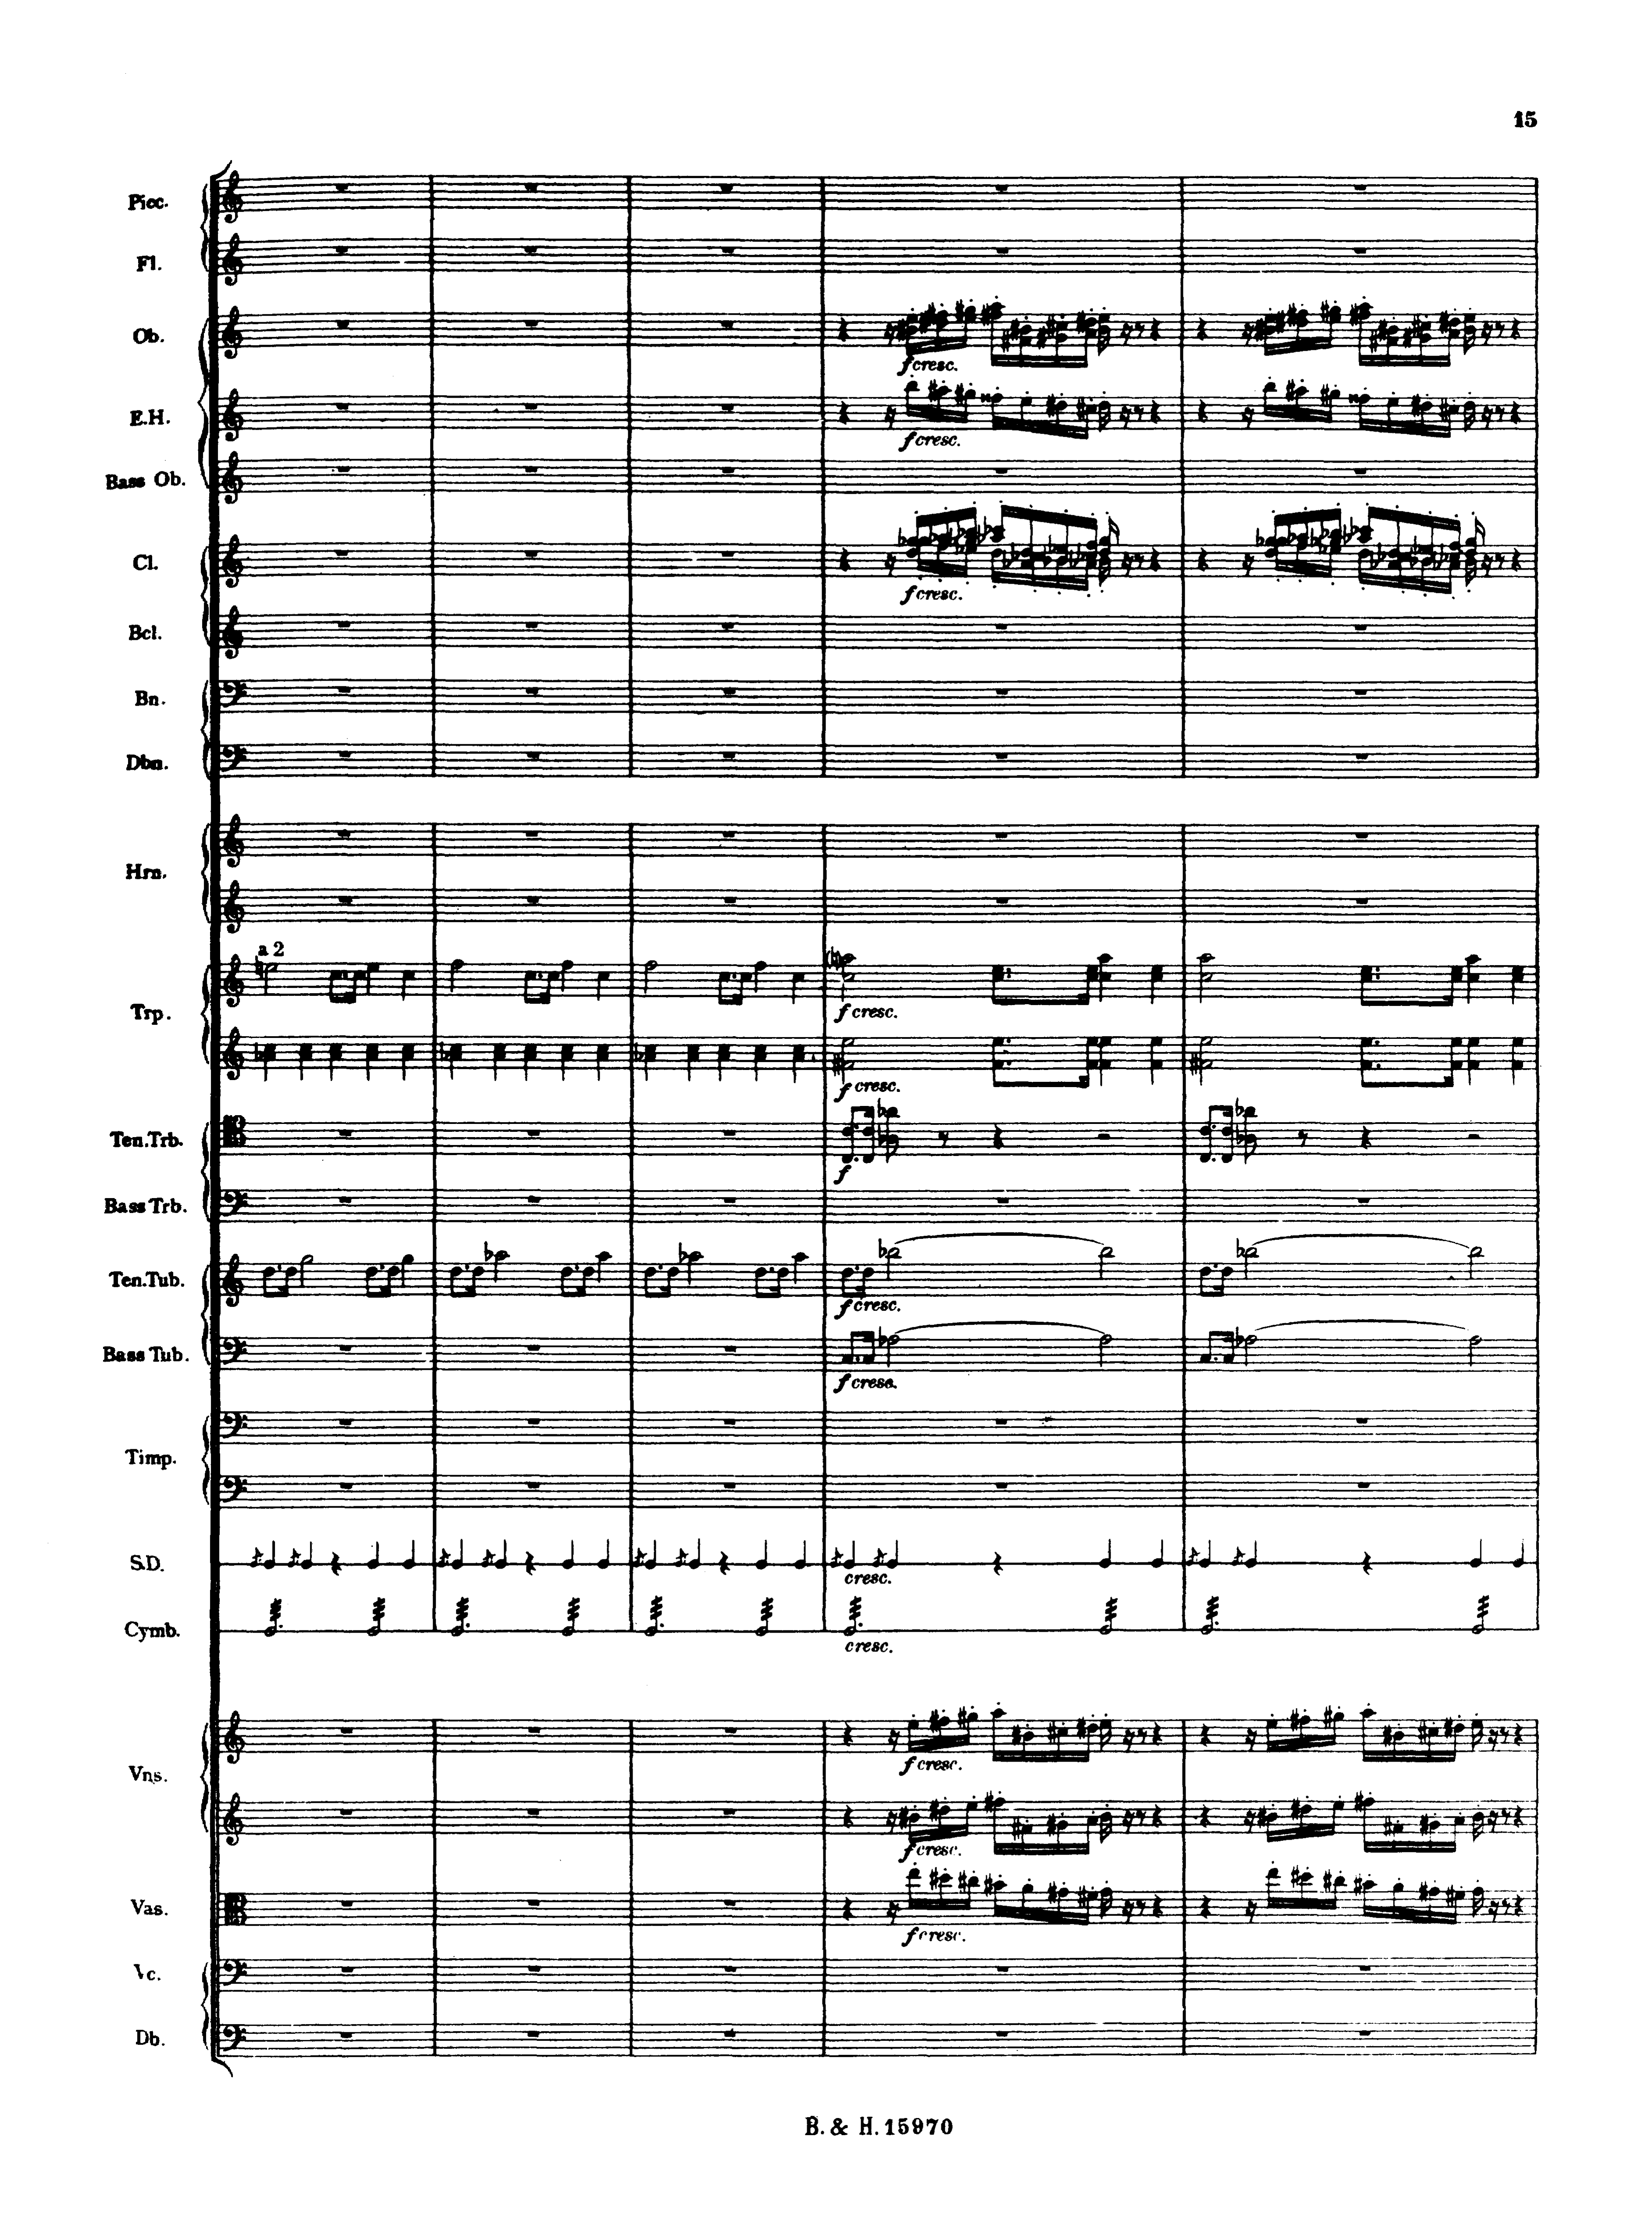 15
Picc.
Fl.
Ob.
f cresc.
E.H.
f cresc.
Bass Ob.
Cl.
f cresc.
Bcl.
Bn.
Dbn.
Hrn.
a 2
Trp.
f cresc.
f cresc.
Ten.Trb.
f
Bass Trb.
Ten.Tub.
f cresc.
Bass Tub.
f cresc.
Timp.
S.D.
cresc.
Cymb.
cresc.
Vns.
f cresc.
f cresc.
Vas.
f cresc.
Vc.
Db.
B. & H. 15970